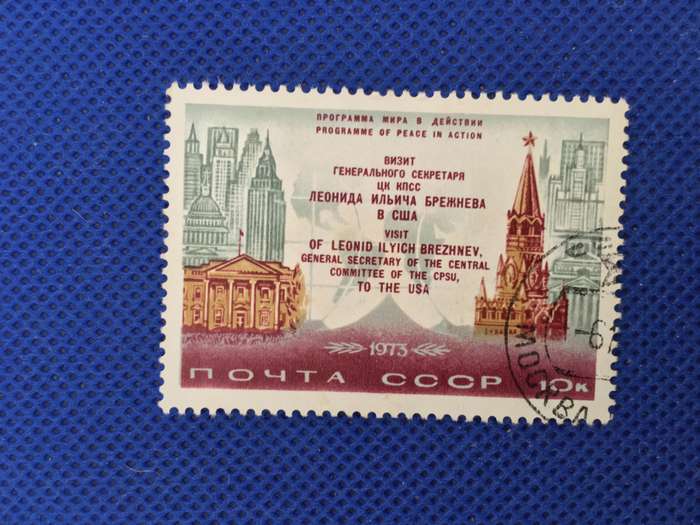 ПРОГРАММА МИРА В ДЕЙСТВИИ
PROGRAMME OF PEACE IN ACTION
ВИЗИТ
ГЕНЕРАЛЬНОГО СЕКРЕТАРЯ
ЦК КПСС
ЛЕОНИДА ИЛЬИЧА БРЕЖНЕВА
В США
VISIT
OF LEONID ILYICH BREZHNEV,
GENERAL SECRETARY OF THE CENTRAL
COMMITTEE OF THE CPSU,
TO THE USA
1973
ПОЧТА СССР 10к
МОСКВА